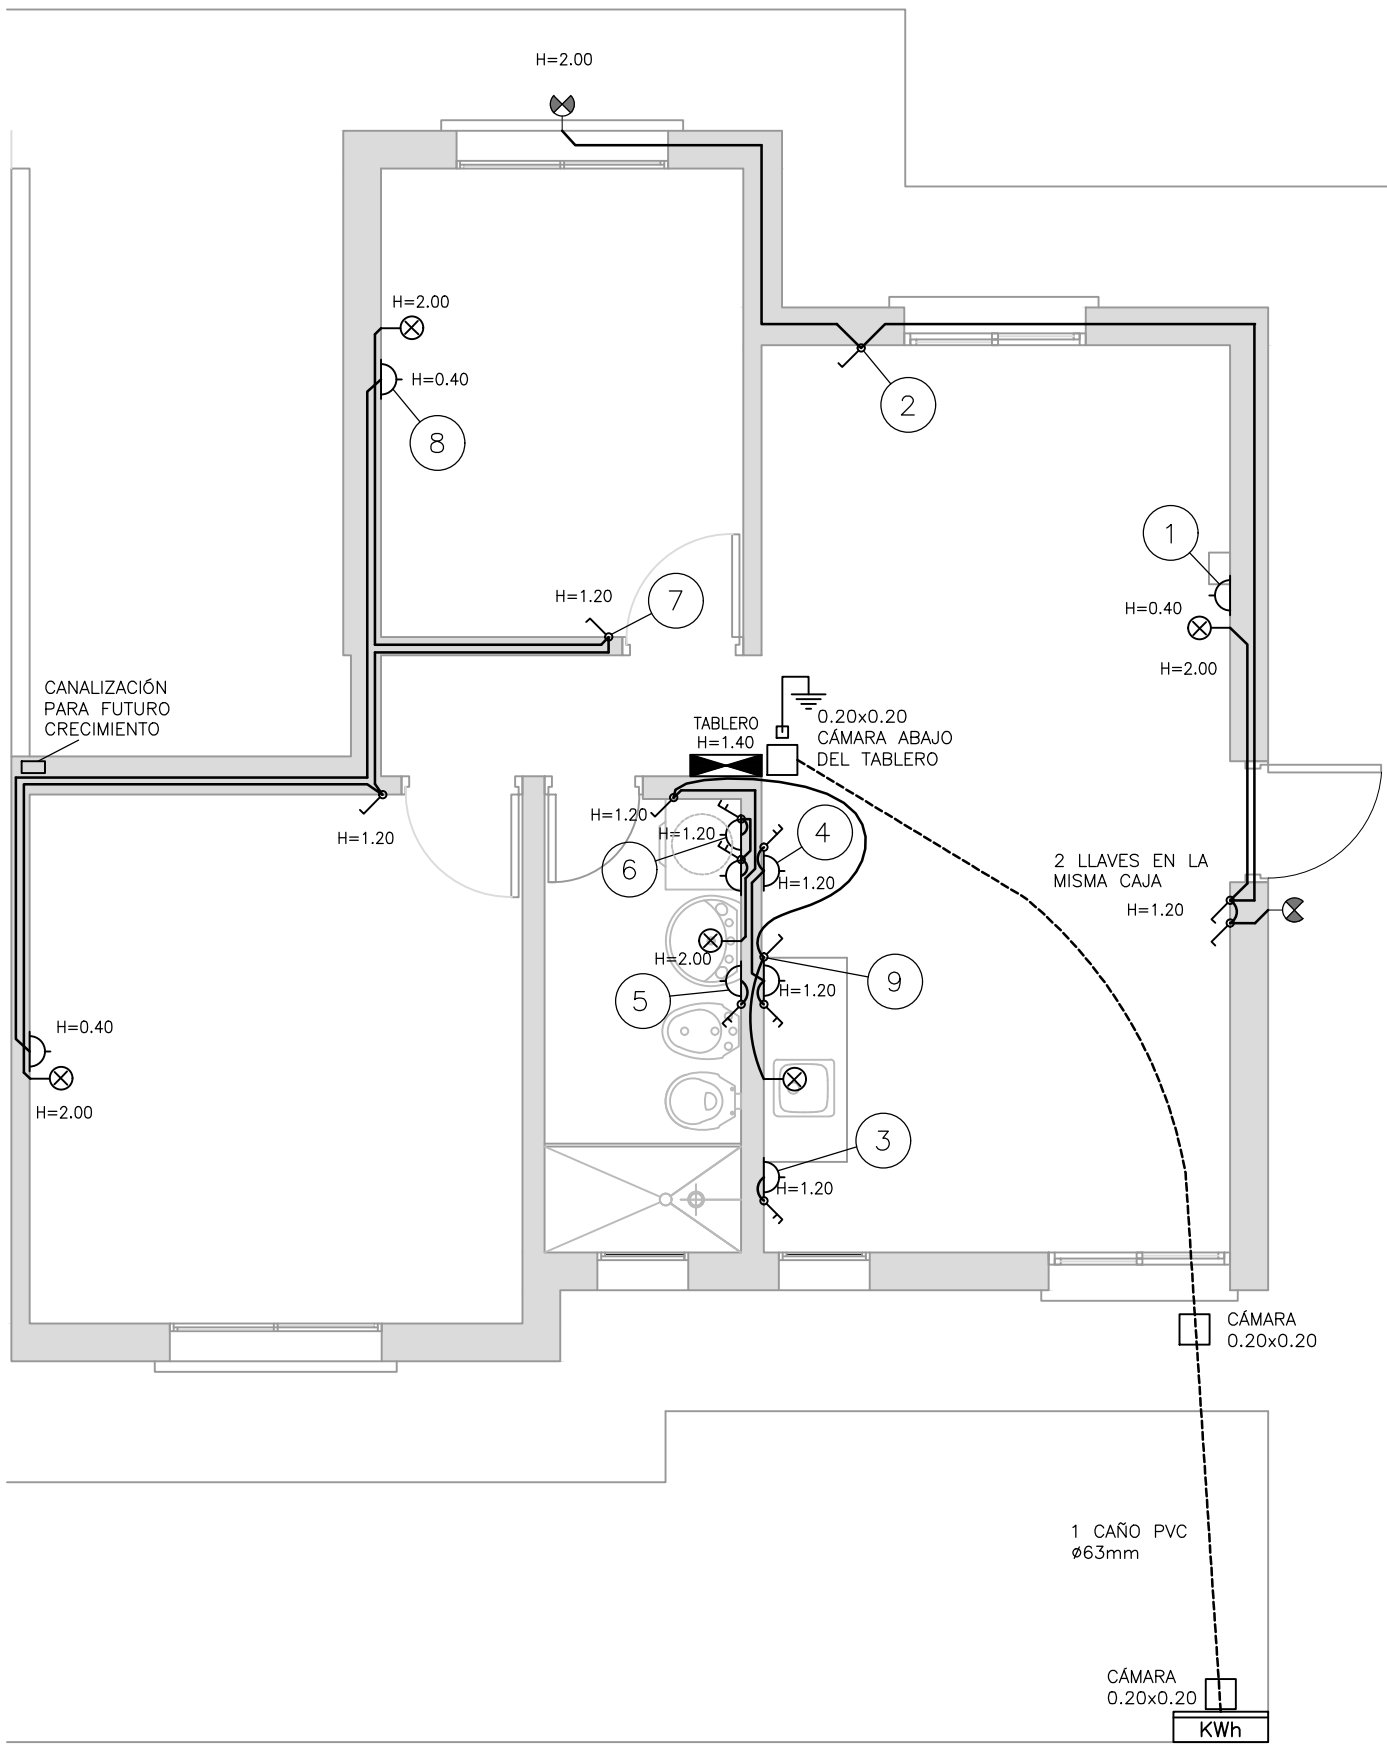 H=2.00
H=2.00
H=0.40
8
2
1
H=0.40
H=2.00
H=1.20
7
CANALIZACIÓN
PARA FUTURO
CRECIMIENTO
TABLERO
H=1.40
0.20x0.20
CÁMARA ABAJO
DEL TABLERO
H=1.20
H=1.20
H=1.20
6
4
H=1.20
2 LLAVES EN LA
MISMA CAJA
H=1.20
H=2.00
5
9
H=1.20
H=0.40
H=2.00
3
H=1.20
CÁMARA
0.20x0.20
1 CAÑO PVC
Ø63mm
CÁMARA
0.20x0.20
KWh